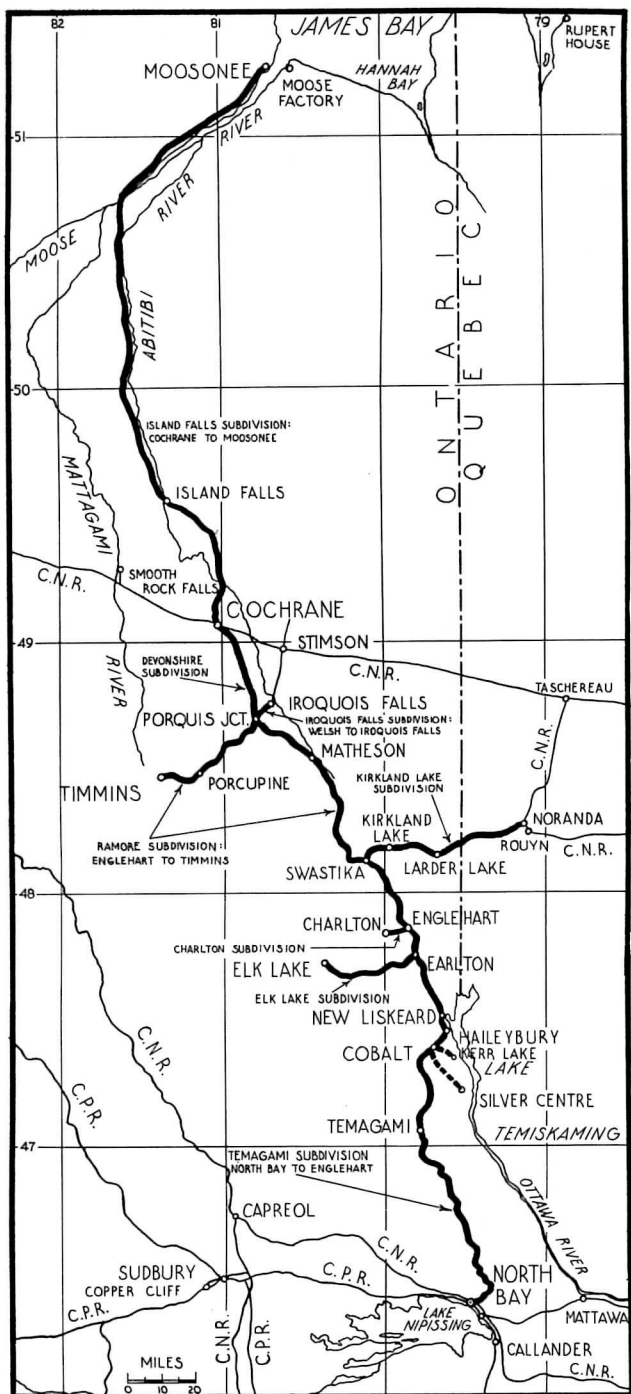 82
81
JAMES BAY
79
RUPERT
HOUSE
MOOSONEE
MOOSE
FACTORY
HANNAH
BAY
51
RIVER
RIVER
MOOSE
ABITIBI
ONTARIO
QUEBEC
50
ISLAND FALLS SUBDIVISION:
COCHRANE TO MOOSONEE
MATTAGAMI
RIVER
ISLAND FALLS
C.N.R.
SMOOTH
ROCK FALLS
COCHRANE
49
STIMSON
C.N.R.
DEVONSHIRE
SUBDIVISION
TASCHEREAU
IROQUOIS FALLS
IROQUOIS FALLS SUBDIVISION:
WELSH TO IROQUOIS FALLS
PORQUIS JCT.
MATHESON
C.N.R.
TIMMINS
PORCUPINE
KIRKLAND LAKE
SUBDIVISION
RAMORE SUBDIVISION:
ENGLEHART TO TIMMINS
KIRKLAND
LAKE
NORANDA
ROUYN
C.N.R.
SWASTIKA
LARDER LAKE
48
CHARLTON
ENGLEHART
CHARLTON SUBDIVISION
EARLTON
ELK LAKE
ELK LAKE SUBDIVISION
NEW LISKEARD
HAILEYBURY
COBALT
KERR LAKE
LAKE
TEMISKAMING
SILVER CENTRE
C.N.R.
C.P.R.
TEMAGAMI
47
TEMAGAMI SUBDIVISION
NORTH BAY TO ENGLEHART
OTTAWA RIVER
CAPREOL
C.N.R.
SUDBURY
COPPER CLIFF
C.P.R.
C.P.R.
NORTH
BAY
LAKE
NIPISSING
MATTAWA
C.N.R.
C.P.R.
CALLANDER
C.N.R.
MILES
0 10 20